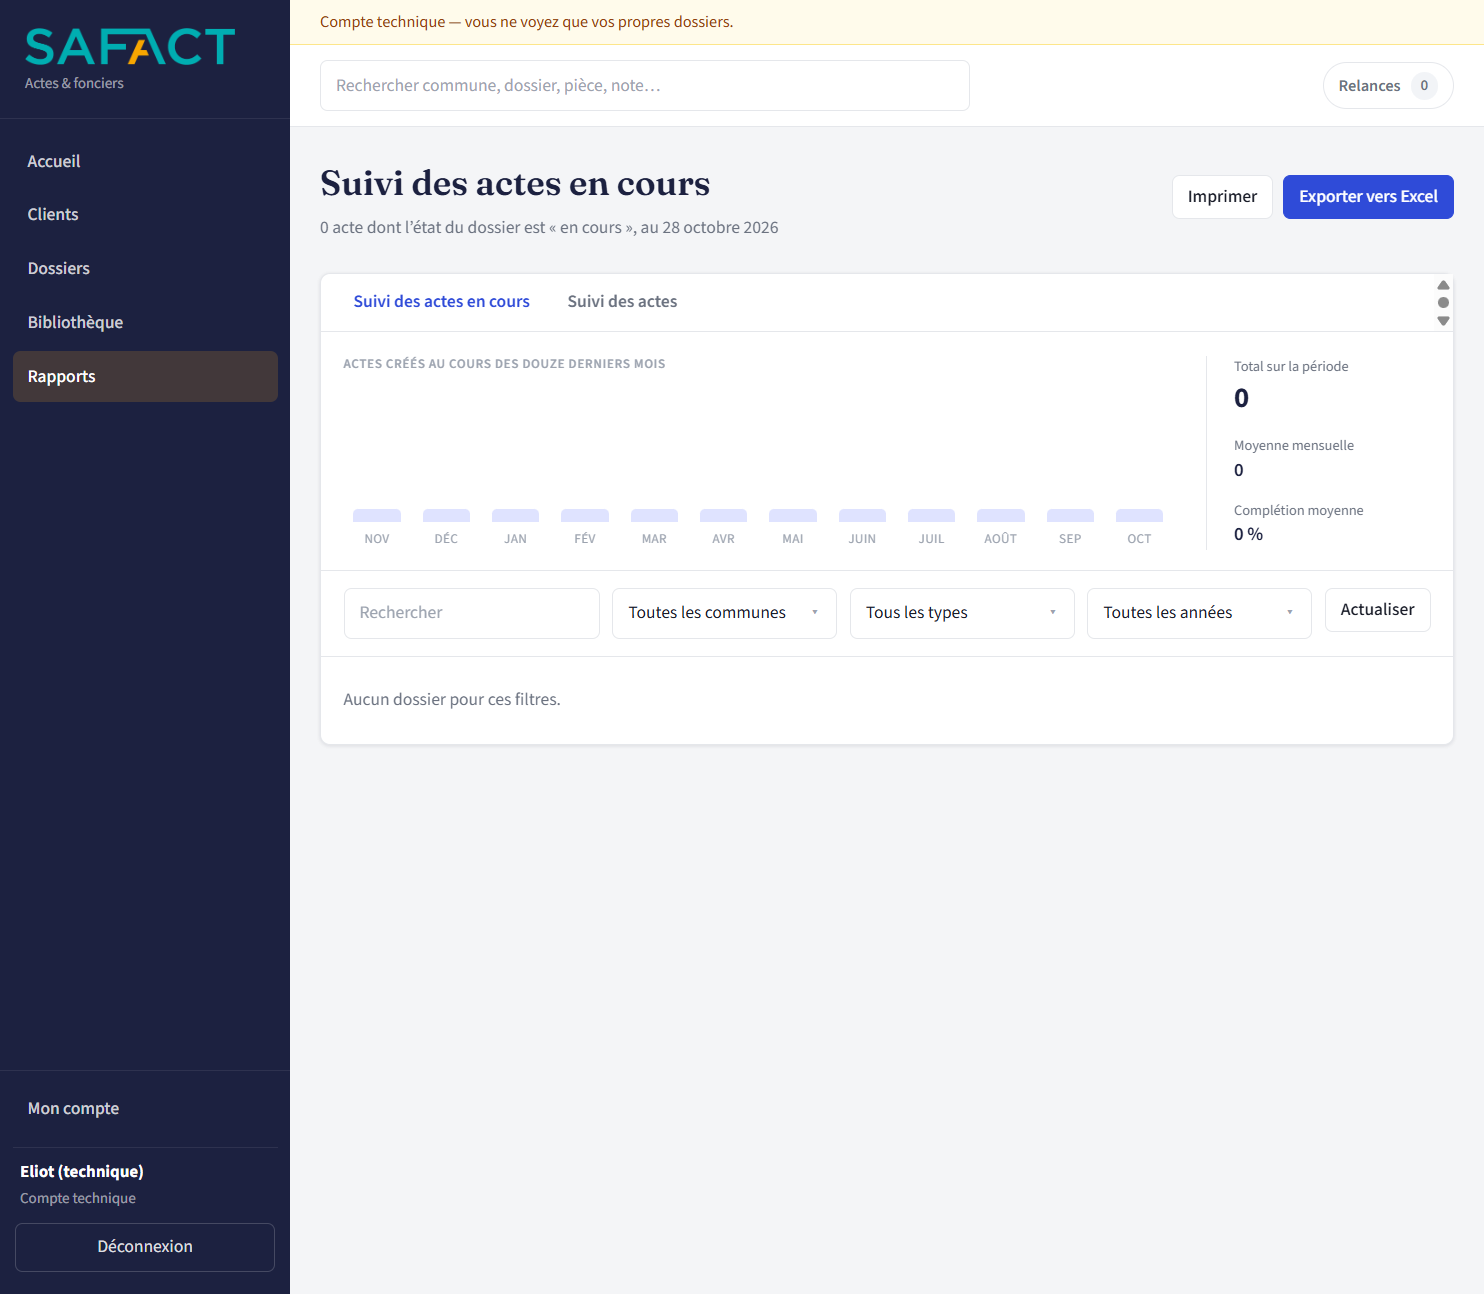 SAFACT
Actes & fonciers
Accueil
Clients
Dossiers
Bibliothèque
Rapports
Mon compte
Eliot (technique)
Compte technique
Déconnexion
Compte technique — vous ne voyez que vos propres dossiers.
Rechercher commune, dossier, pièce, note…
Relances 0
Suivi des actes en cours
0 acte dont l’état du dossier est « en cours », au 28 octobre 2026
Imprimer
Exporter vers Excel
Suivi des actes en cours
Suivi des actes
ACTES CRÉÉS AU COURS DES DOUZE DERNIERS MOIS
NOV DÉC JAN FÉV MAR AVR MAI JUIN JUIL AOÛT SEP OCT
Total sur la période
0
Moyenne mensuelle
0
Complétion moyenne
0 %
Rechercher
Toutes les communes
Tous les types
Toutes les années
Actualiser
Aucun dossier pour ces filtres.